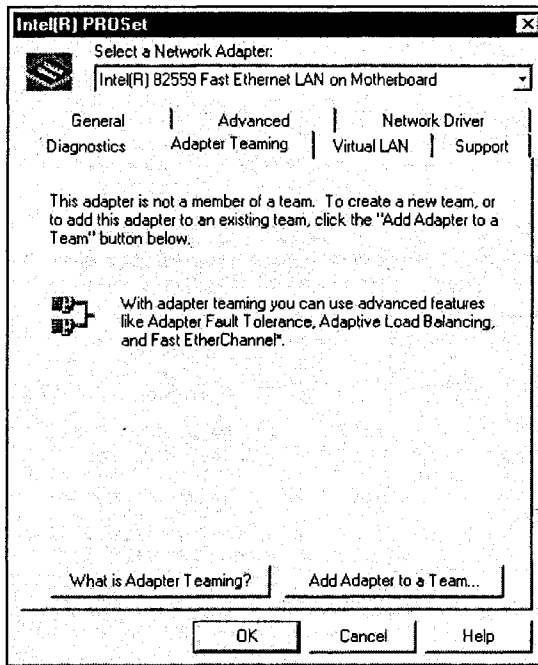 Intel(R) PROSet
Select a Network Adapter:
Intel(R) 82559 Fast Ethernet LAN on Motherboard
General
Advanced
Network Driver
Diagnostics
Adapter Teaming
Virtual LAN
Support
This adapter is not a member of a team. To create a new team, or
to add this adapter to an existing team, click the "Add Adapter to a
Team" button below.
With adapter teaming you can use advanced features
like Adapter Fault Tolerance, Adaptive Load Balancing,
and Fast EtherChannel*.
What is Adapter Teaming?
Add Adapter to a Team...
OK
Cancel
Help